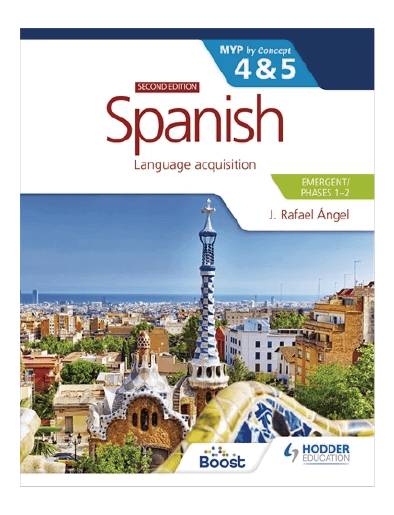 MYP by Concept
4 & 5
SECOND EDITION
Spanish
Language acquisition
EMERGENT/
PHASES 1–2
J. Rafael Ángel
Boost
HODDER
EDUCATION